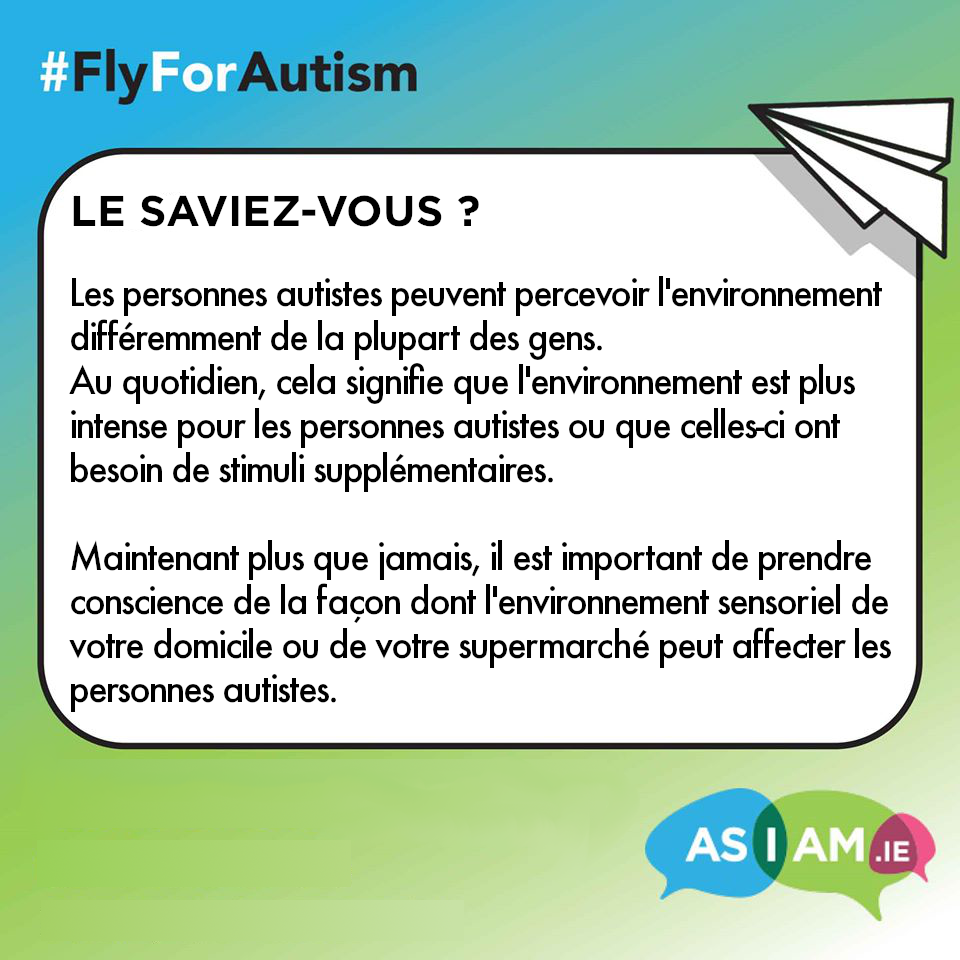 #FlyForAutism
LE SAVIEZ-VOUS ?
Les personnes autistes peuvent percevoir l'environnement
différemment de la plupart des gens.
Au quotidien, cela signifie que l'environnement est plus
intense pour les personnes autistes ou que celles-ci ont
besoin de stimuli supplémentaires.
Maintenant plus que jamais, il est important de prendre
conscience de la façon dont l'environnement sensoriel de
votre domicile ou de votre supermarché peut affecter les
personnes autistes.
AS I AM.IE